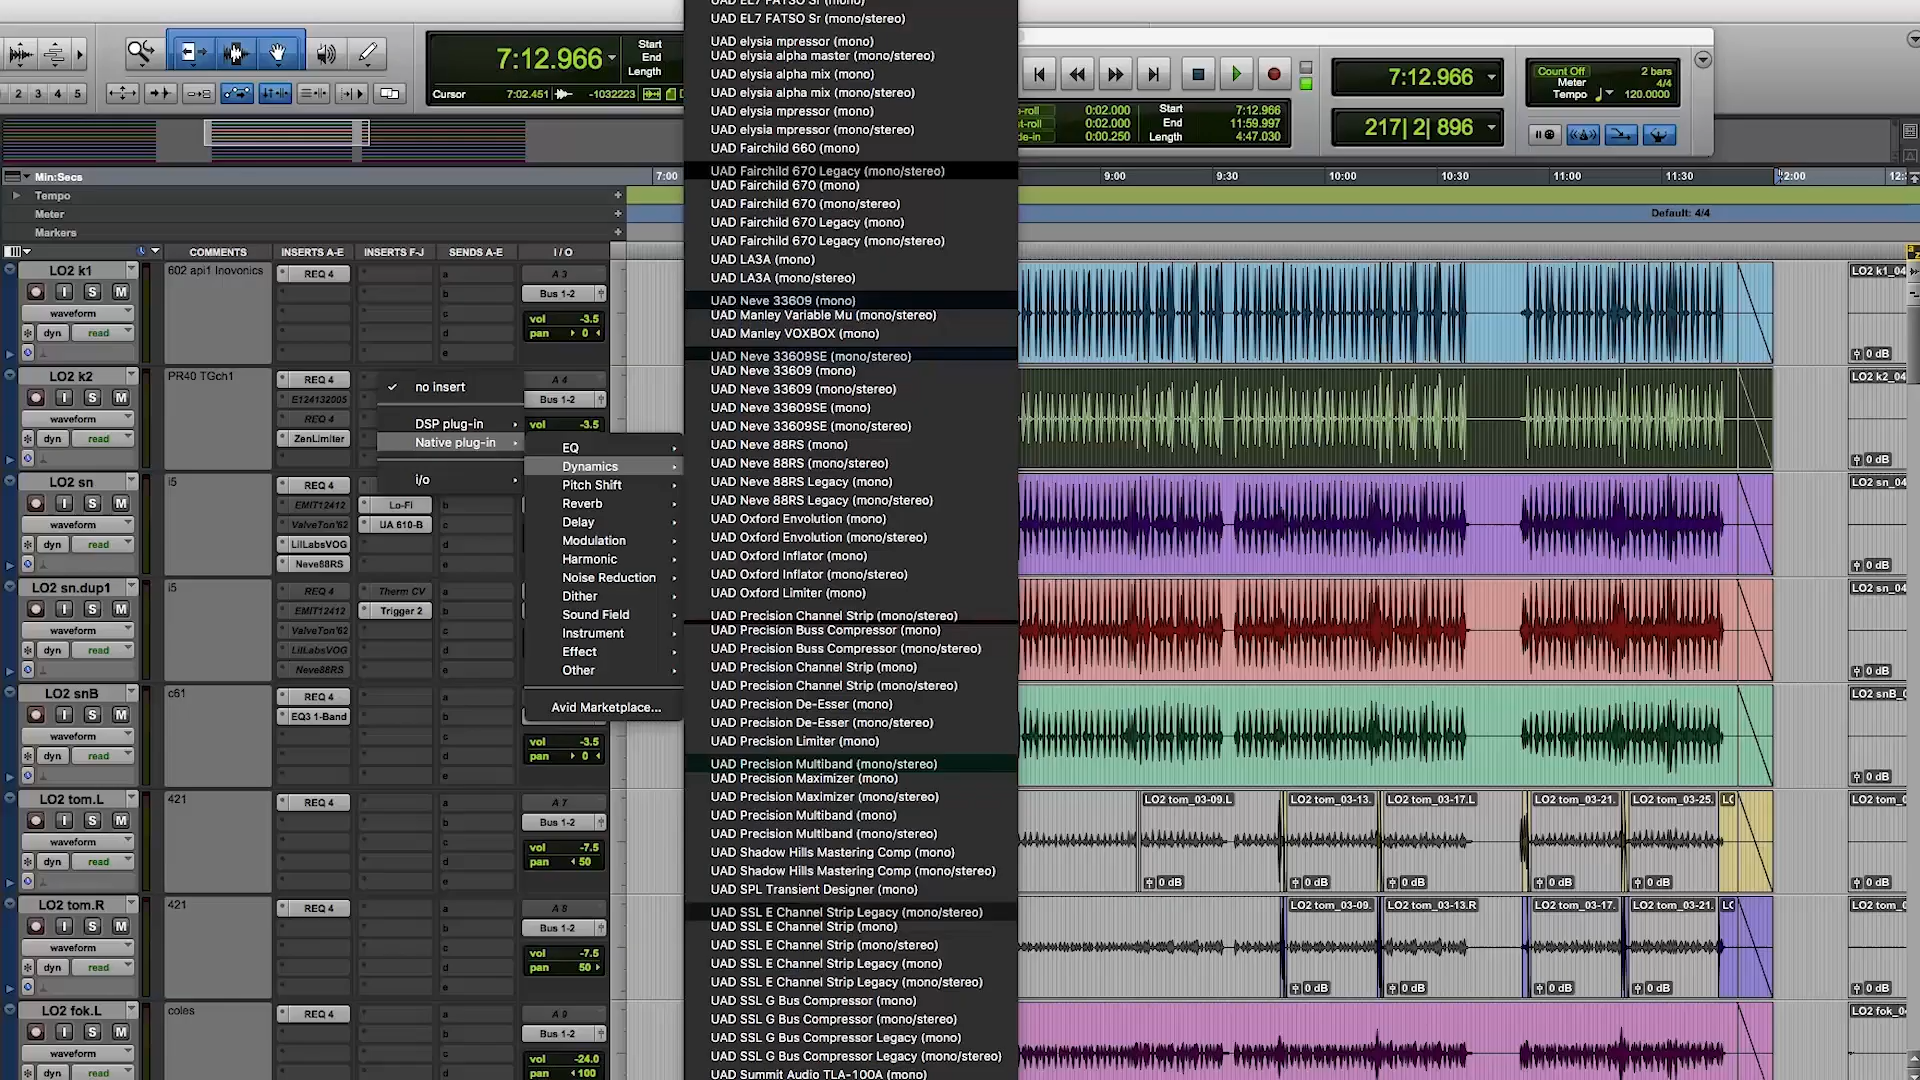 7:12.966
Start
End
Length
Cursor
7:02.451
-1032223
2 3 4 5
0:02.000
0:02.000
0:00.250
Start 7:12.966
End 11:59.997
Length 4:47.030
7:12.966
217| 2| 896
Count Off 2 bars
Meter 4/4
Tempo 120.0000
Min:Secs
7:00
9:00
9:30
10:00
10:30
11:00
11:30
Tempo
Meter
Default: 4/4
Markers
COMMENTS
INSERTS A-E
INSERTS F-J
SENDS A-E
I / O
LO2 k1
I S M
waveform
dyn read
602 api1 Inovonics
REQ 4
a
b
c
d
e
A 3
Bus 1-2
vol -3.5
pan 0
LO2 k1_04
0 dB
LO2 k2
I S M
waveform
dyn read
PR40 TGch1
REQ 4
E124132005
REQ 4
ZenLimiter
A 4
Bus 1-2
vol -3.5
LO2 k2_04
0 dB
LO2 sn
I S M
waveform
dyn read
i5
REQ 4
EMIT12412
ValveTon'62
LilLabsVOG
Neve88RS
Lo-Fi
UA 610-B
b
c
d
e
LO2 sn_04
0 dB
LO2 sn.dup1
I S M
waveform
dyn read
i5
REQ 4
EMIT12412
ValveTon'62
LilLabsVOG
Neve88RS
Therm CV
Trigger 2
a
b
c
d
e
LO2 sn_04
0 dB
LO2 snB
I S M
waveform
dyn read
c61
REQ 4
EQ3 1-Band
a
b
c
d
e
vol -3.5
pan 0
LO2 snB_0
0 dB
LO2 tom.L
I S M
waveform
dyn read
421
REQ 4
a
b
c
d
e
A 7
Bus 1-2
vol -7.5
pan 50
LO2 tom_03-09.L
LO2 tom_03-13.
LO2 tom_03-17.L
LO2 tom_03-21.
LO2 tom_03-25.
LO2 tom_0
0 dB
0 dB
0 dB
0 dB
0 dB
0 dB
LO2 tom.R
I S M
waveform
dyn read
421
REQ 4
a
b
c
d
e
A 8
Bus 1-2
vol -7.5
pan 50
LO2 tom_03-09.
LO2 tom_03-13.R
LO2 tom_03-17.
LO2 tom_03-21.
LO2 tom_0
0 dB
0 dB
0 dB
0 dB
0 dB
LO2 fok.L
I S M
waveform
dyn read
coles
REQ 4
a
b
c
d
e
A 9
Bus 1-2
vol -24.0
pan 100
no insert
DSP plug-in
Native plug-in
i/o
EQ
Dynamics
Pitch Shift
Reverb
Delay
Modulation
Harmonic
Noise Reduction
Dither
Sound Field
Instrument
Effect
Other
Avid Marketplace...
UAD EL7 FATSO Sr (mono)
UAD EL7 FATSO Sr (mono/stereo)
UAD elysia mpressor (mono)
UAD elysia alpha master (mono/stereo)
UAD elysia alpha mix (mono)
UAD elysia alpha mix (mono/stereo)
UAD elysia mpressor (mono)
UAD elysia mpressor (mono/stereo)
UAD Fairchild 660 (mono)
UAD Fairchild 670 Legacy (mono/stereo)
UAD Fairchild 670 (mono)
UAD Fairchild 670 (mono/stereo)
UAD Fairchild 670 Legacy (mono)
UAD Fairchild 670 Legacy (mono/stereo)
UAD LA3A (mono)
UAD LA3A (mono/stereo)
UAD Neve 33609 (mono)
UAD Manley Variable Mu (mono/stereo)
UAD Manley VOXBOX (mono)
UAD Neve 33609SE (mono/stereo)
UAD Neve 33609 (mono)
UAD Neve 33609 (mono/stereo)
UAD Neve 33609SE (mono)
UAD Neve 33609SE (mono/stereo)
UAD Neve 88RS (mono)
UAD Neve 88RS (mono/stereo)
UAD Neve 88RS Legacy (mono)
UAD Neve 88RS Legacy (mono/stereo)
UAD Oxford Envolution (mono)
UAD Oxford Envolution (mono/stereo)
UAD Oxford Inflator (mono)
UAD Oxford Inflator (mono/stereo)
UAD Oxford Limiter (mono)
UAD Precision Channel Strip (mono/stereo)
UAD Precision Buss Compressor (mono)
UAD Precision Buss Compressor (mono/stereo)
UAD Precision Channel Strip (mono)
UAD Precision Channel Strip (mono/stereo)
UAD Precision De-Esser (mono)
UAD Precision De-Esser (mono/stereo)
UAD Precision Limiter (mono)
UAD Precision Multiband (mono/stereo)
UAD Precision Maximizer (mono)
UAD Precision Maximizer (mono/stereo)
UAD Precision Multiband (mono)
UAD Precision Multiband (mono/stereo)
UAD Shadow Hills Mastering Comp (mono)
UAD Shadow Hills Mastering Comp (mono/stereo)
UAD SPL Transient Designer (mono)
UAD SSL E Channel Strip Legacy (mono/stereo)
UAD SSL E Channel Strip (mono)
UAD SSL E Channel Strip (mono/stereo)
UAD SSL E Channel Strip Legacy (mono)
UAD SSL E Channel Strip Legacy (mono/stereo)
UAD SSL G Bus Compressor (mono)
UAD SSL G Bus Compressor (mono/stereo)
UAD SSL G Bus Compressor Legacy (mono)
UAD SSL G Bus Compressor Legacy (mono/stereo)
UAD Summit Audio TLA-100A (mono)